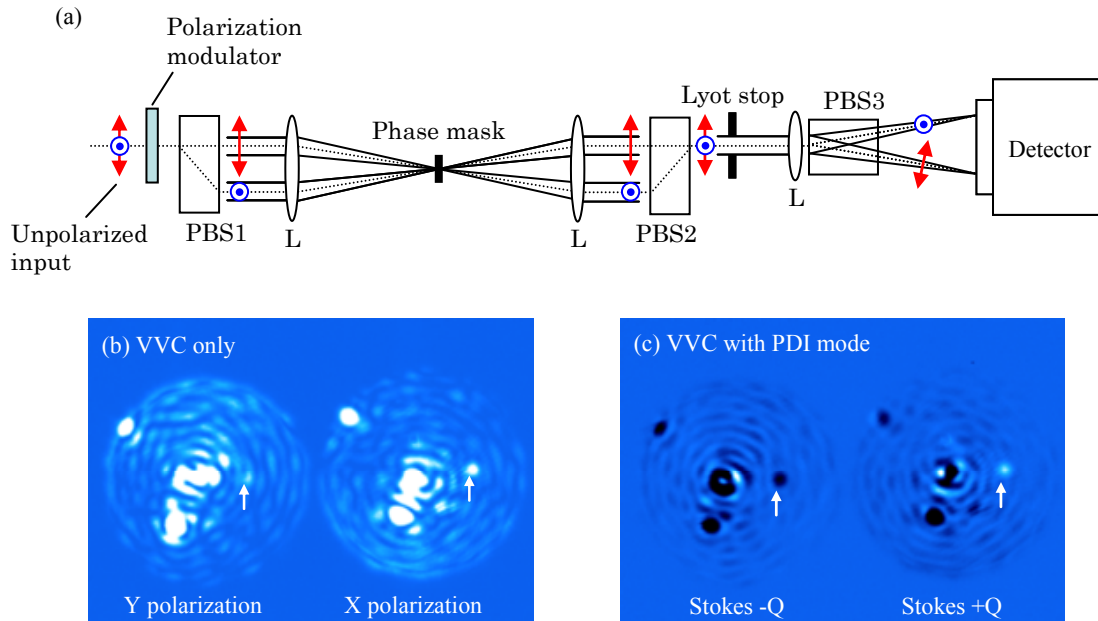 (a)
Polarization
modulator
Lyot stop
PBS3
Phase mask
Detector
Unpolarized
input
PBS1
L
L
PBS2
L
(b) VVC only
(c) VVC with PDI mode
Y polarization
X polarization
Stokes -Q
Stokes +Q